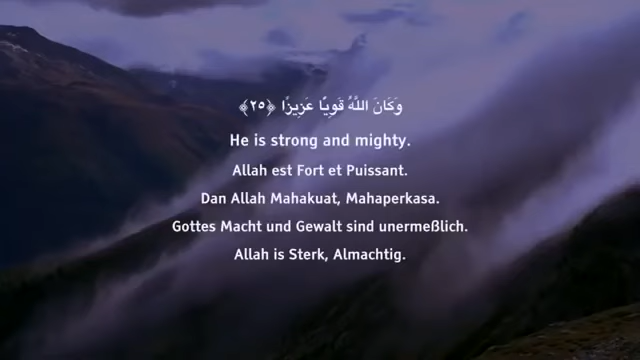 وَكَانَ اللَّهُ قَوِيًّا عَزِيزًا ﴿٢٥﴾
He is strong and mighty.
Allah est Fort et Puissant.
Dan Allah Mahakuat, Mahaperkasa.
Gottes Macht und Gewalt sind unermeßlich.
Allah is Sterk, Almachtig.